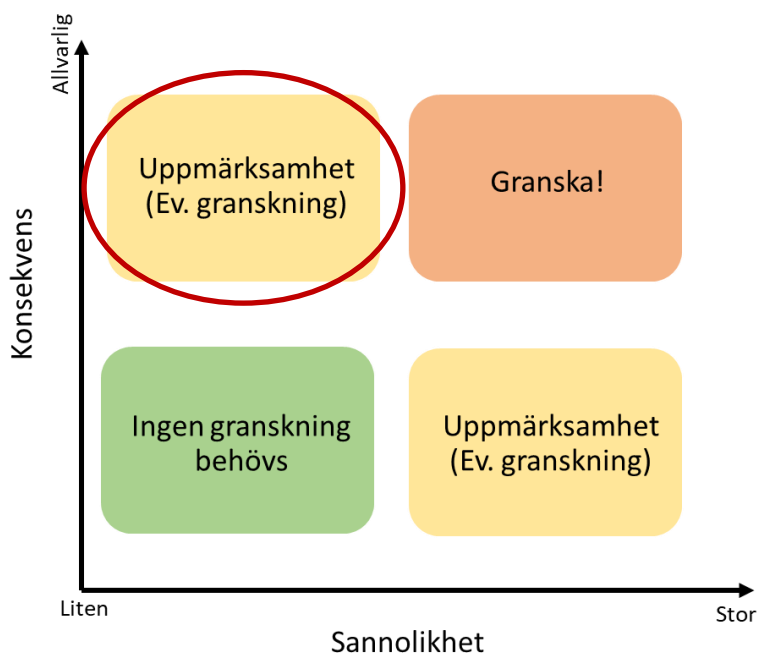 Allvarlig
Konsekvens
Uppmärksamhet
(Ev. granskning)
Granska!
Ingen granskning
behövs
Uppmärksamhet
(Ev. granskning)
Liten
Stor
Sannolikhet